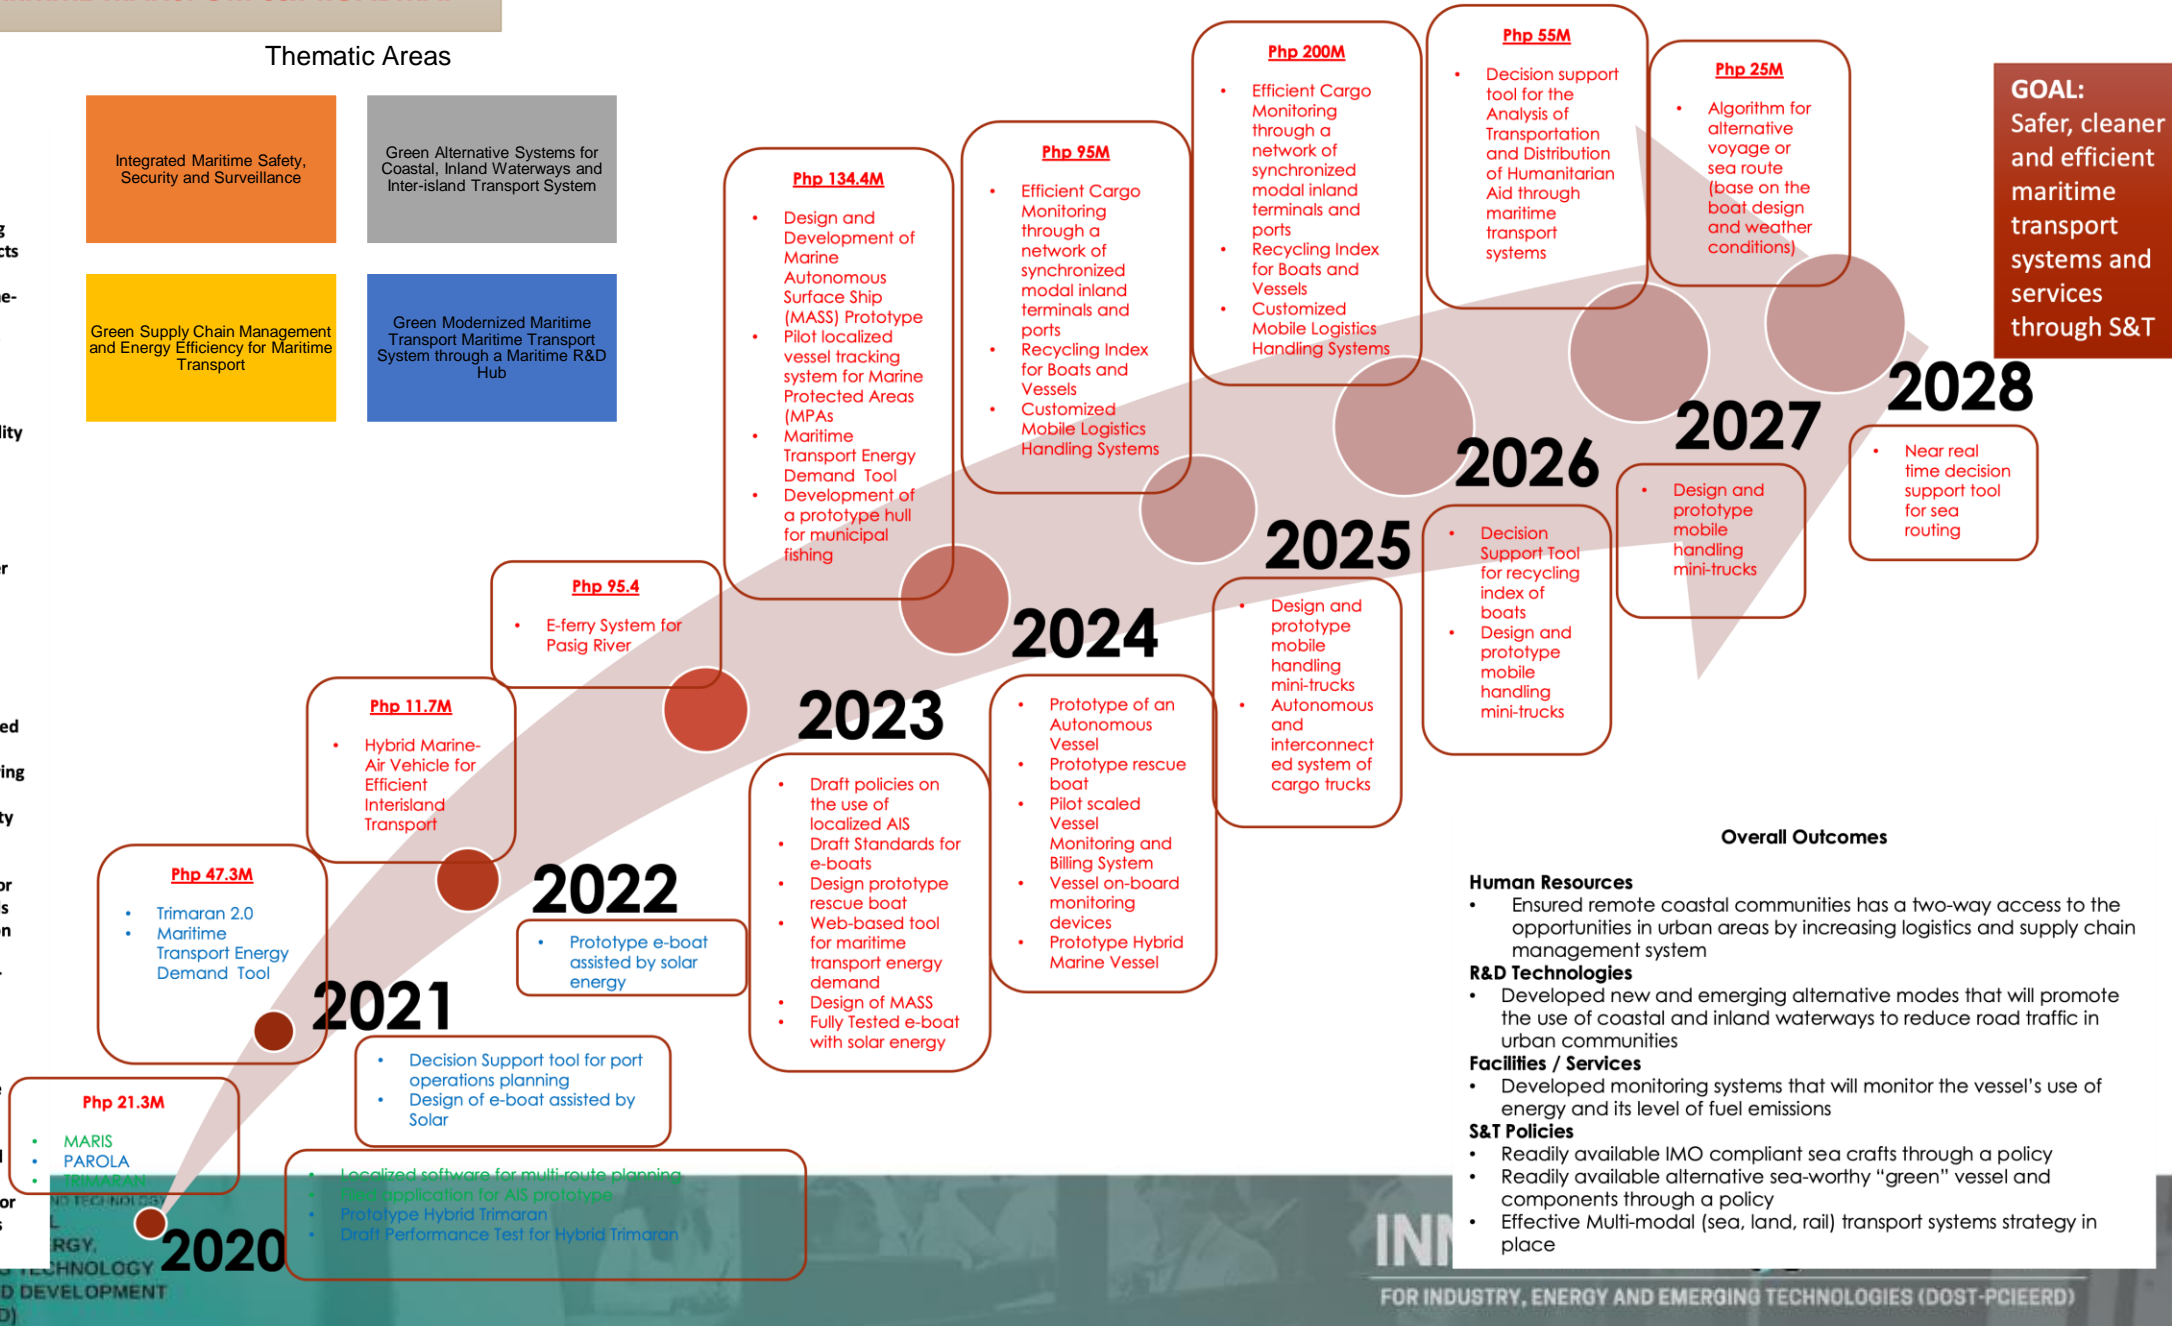 Thematic Areas
Integrated Maritime Safety,
Security and Surveillance
Green Alternative Systems for
Coastal, Inland Waterways and
Inter-island Transport System
Green Supply Chain Management
and Energy Efficiency for Maritime
Transport
Green Modernized Maritime
Transport Maritime Transport
System through a Maritime R&D
Hub
GOAL:
Safer, cleaner
and efficient
maritime
transport
systems and
services
through S&T
Php 21.3M
• MARIS
• PAROLA
• TRIMARAN
2020
• Localized software for multi-route planning
application for AIS prototype
• Prototype Hybrid Trimaran
• Draft Performance Test for Hybrid Trimaran
Php 47.3M
• Trimaran 2.0
• Maritime
Transport Energy
Demand Tool
2021
• Decision Support tool for port
operations planning
• Design of e-boat assisted by
Solar
Php 11.7M
• Hybrid Marine-
Air Vehicle for
Efficient
Interisland
Transport
2022
• Prototype e-boat
assisted by solar
energy
Php 95.4
• E-ferry System for
Pasig River
2023
• Draft policies on
the use of
localized AIS
• Draft Standards for
e-boats
• Design prototype
rescue boat
• Web-based tool
for maritime
transport energy
demand
• Design of MASS
• Fully Tested e-boat
with solar energy
Php 134.4M
• Design and
Development of
Marine
Autonomous
Surface Ship
(MASS) Prototype
• Pilot localized
vessel tracking
system for Marine
Protected Areas
(MPAs
• Maritime
Transport Energy
Demand Tool
• Development of
a prototype hull
for municipal
fishing
2024
• Prototype of an
Autonomous
Vessel
• Prototype rescue
boat
• Pilot scaled
Vessel
Monitoring and
Billing System
• Vessel on-board
monitoring
devices
• Prototype Hybrid
Marine Vessel
Php 95M
• Efficient Cargo
Monitoring
through a
network of
synchronized
modal inland
terminals and
ports
• Recycling Index
for Boats and
Vessels
• Customized
Mobile Logistics
Handling Systems
2025
• Design and
prototype
mobile
handling
mini-trucks
• Autonomous
and
interconnect
ed system of
cargo trucks
Php 200M
• Efficient Cargo
Monitoring
through a
network of
synchronized
modal inland
terminals and
ports
• Recycling Index
for Boats and
Vessels
• Customized
Mobile Logistics
Handling Systems
2026
• Decision
Support Tool
for recycling
index of
boats
• Design and
prototype
mobile
handling
mini-trucks
Php 55M
• Decision support
tool for the
Analysis of
Transportation
and Distribution
of Humanitarian
Aid through
maritime
transport
systems
2027
• Design and
prototype
mobile
handling
mini-trucks
Php 25M
• Algorithm for
alternative
voyage or
sea route
(base on the
boat design
and weather
conditions)
2028
• Near real
time decision
support tool
for sea
routing
Overall Outcomes
Human Resources
• Ensured remote coastal communities has a two-way access to the
opportunities in urban areas by increasing logistics and supply chain
management system
R&D Technologies
• Developed new and emerging alternative modes that will promote
the use of coastal and inland waterways to reduce road traffic in
urban communities
Facilities / Services
• Developed monitoring systems that will monitor the vessel's use of
energy and its level of fuel emissions
S&T Policies
• Readily available IMO compliant sea crafts through a policy
• Readily available alternative sea-worthy “green” vessel and
components through a policy
• Effective Multi-modal (sea, land, rail) transport systems strategy in
place
TECHNOLOGY
D DEVELOPMENT
FOR INDUSTRY, ENERGY AND EMERGING TECHNOLOGIES (DOST-PCIEERD)